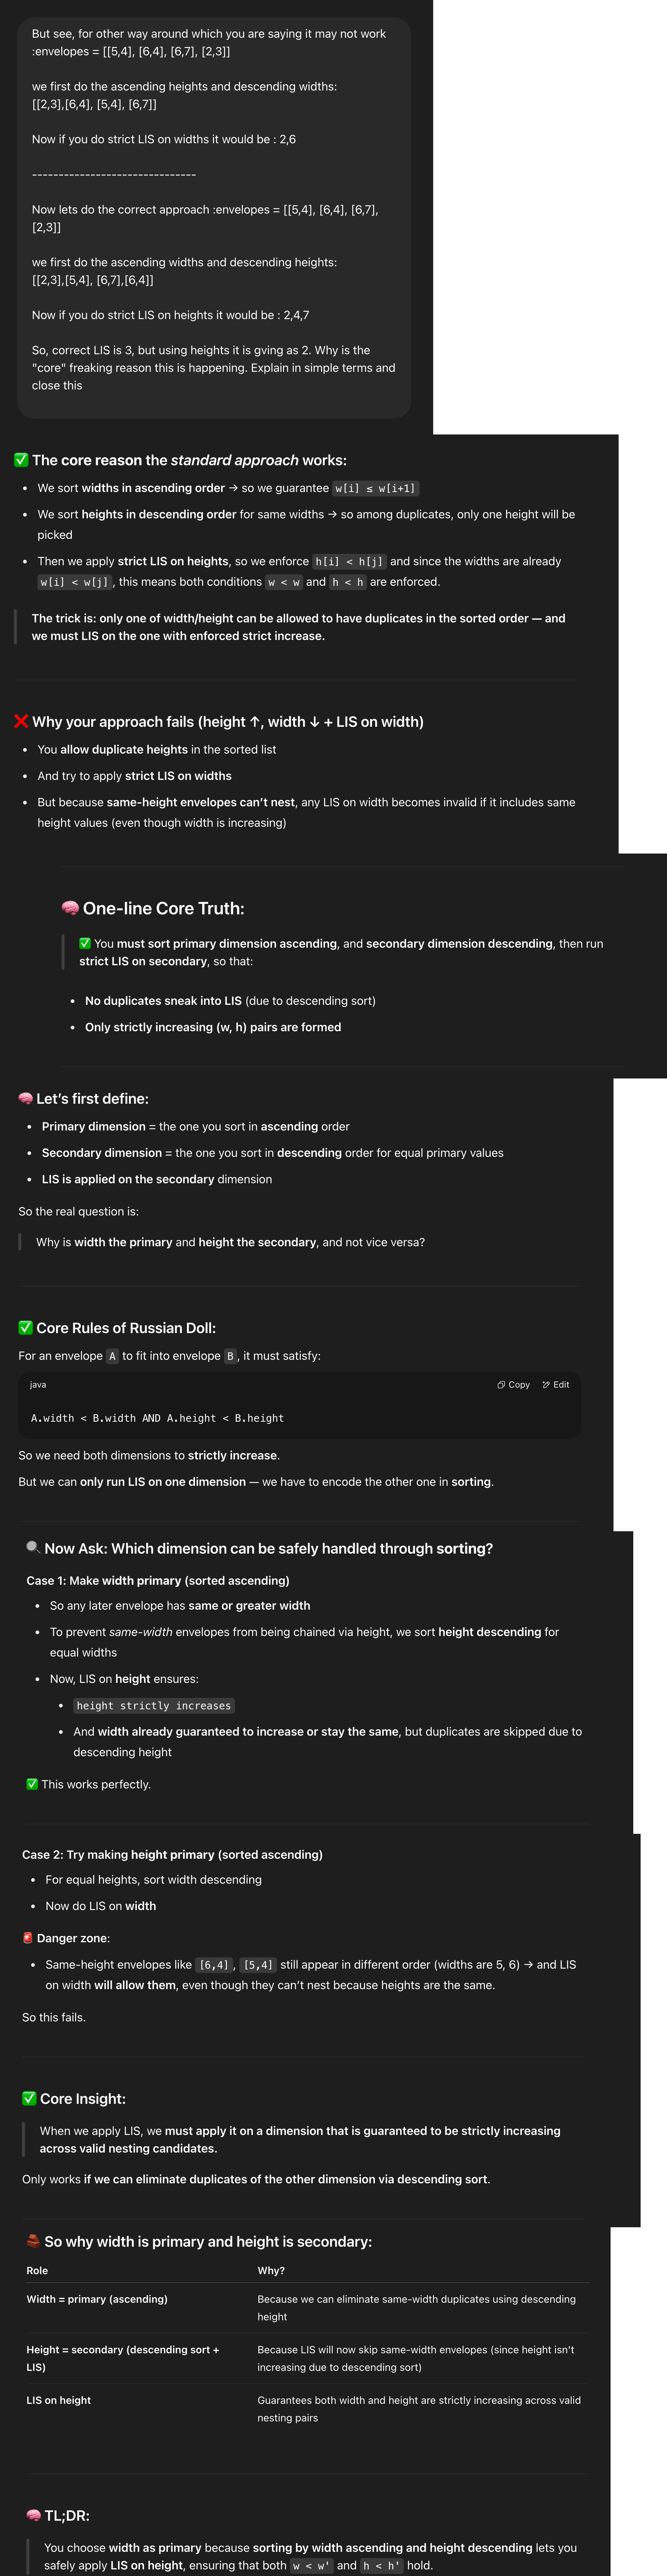 But see, for other way around which you are saying it may not work
:envelopes = [[5,4], [6,4], [6,7], [2,3]]
we first do the ascending heights and descending widths:
[[2,3],[6,4], [5,4], [6,7]]
Now if you do strict LIS on widths it would be : 2,6
-------------------------------
Now lets do the correct approach :envelopes = [[5,4], [6,4], [6,7],
[2,3]]
we first do the ascending widths and descending heights:
[[2,3],[5,4], [6,7],[6,4]]
Now if you do strict LIS on heights it would be : 2,4,7
So, correct LIS is 3, but using heights it is gving as 2. Why is the
"core" freaking reason this is happening. Explain in simple terms and
close this
✅ The core reason the standard approach works:
• We sort widths in ascending order → so we guarantee w[i] ≤ w[i+1]
• We sort heights in descending order for same widths → so among duplicates, only one height will be
picked
• Then we apply strict LIS on heights, so we enforce h[i] < h[j] and since the widths are already
w[i] < w[j], this means both conditions w < w and h < h are enforced.
The trick is: only one of width/height can be allowed to have duplicates in the sorted order — and
we must LIS on the one with enforced strict increase.
❌ Why your approach fails (height ↑, width ↓ + LIS on width)
• You allow duplicate heights in the sorted list
• And try to apply strict LIS on widths
• But because same-height envelopes can't nest, any LIS on width becomes invalid if it includes same
height values (even though width is increasing)
🧠 One-line Core Truth:
✅ You must sort primary dimension ascending, and secondary dimension descending, then run
strict LIS on secondary, so that:
• No duplicates sneak into LIS (due to descending sort)
• Only strictly increasing (w, h) pairs are formed
🧠 Let's first define:
• Primary dimension = the one you sort in ascending order
• Secondary dimension = the one you sort in descending order for equal primary values
• LIS is applied on the secondary dimension
So the real question is:
Why is width the primary and height the secondary, and not vice versa?
✅ Core Rules of Russian Doll:
For an envelope A to fit into envelope B, it must satisfy:
java Copy Edit
A.width < B.width AND A.height < B.height
So we need both dimensions to strictly increase.
But we can only run LIS on one dimension — we have to encode the other one in sorting.
🔍 Now Ask: Which dimension can be safely handled through sorting?
Case 1: Make width primary (sorted ascending)
• So any later envelope has same or greater width
• To prevent same-width envelopes from being chained via height, we sort height descending for
equal widths
• Now, LIS on height ensures:
• height strictly increases
• And width already guaranteed to increase or stay the same, but duplicates are skipped due to
descending height
✅ This works perfectly.
Case 2: Try making height primary (sorted ascending)
• For equal heights, sort width descending
• Now do LIS on width
🚨 Danger zone:
• Same-height envelopes like [6,4], [5,4] still appear in different order (widths are 5, 6) → and LIS
on width will allow them, even though they can't nest because heights are the same.
So this fails.
✅ Core Insight:
When we apply LIS, we must apply it on a dimension that is guaranteed to be strictly increasing
across valid nesting candidates.
Only works if we can eliminate duplicates of the other dimension via descending sort.
So why width is primary and height is secondary:
Role Why?
Width = primary (ascending) Because we can eliminate same-width duplicates using descending
height
Height = secondary (descending sort + Because LIS will now skip same-width envelopes (since height isn't
LIS) increasing due to descending sort)
LIS on height Guarantees both width and height are strictly increasing across valid
nesting pairs
🧠 TL;DR:
You choose width as primary because sorting by width ascending and height descending lets you
safely apply LIS on height, ensuring that both w < w' and h < h' hold.